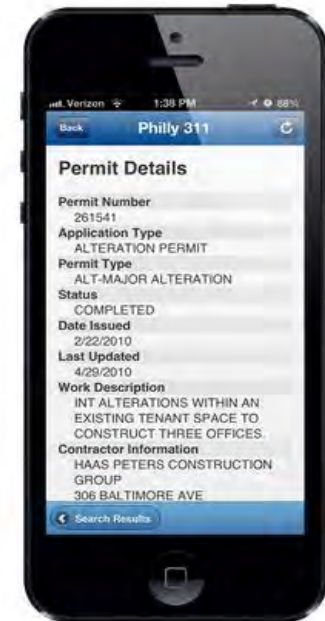 Verizon 1:38 PM 68%
Back Philly 311
Permit Details
Permit Number
261541
Application Type
ALTERATION PERMIT
Permit Type
ALT-MAJOR ALTERATION
Status
COMPLETED
Date Issued
2/22/2010
Last Updated
4/29/2010
Work Description
INT ALTERATIONS WITHIN AN
EXISTING TENANT SPACE TO
CONSTRUCT THREE OFFICES.
Contractor Information
HAAS PETERS CONSTRUCTION
GROUP
306 BALTIMORE AVE
Search Results